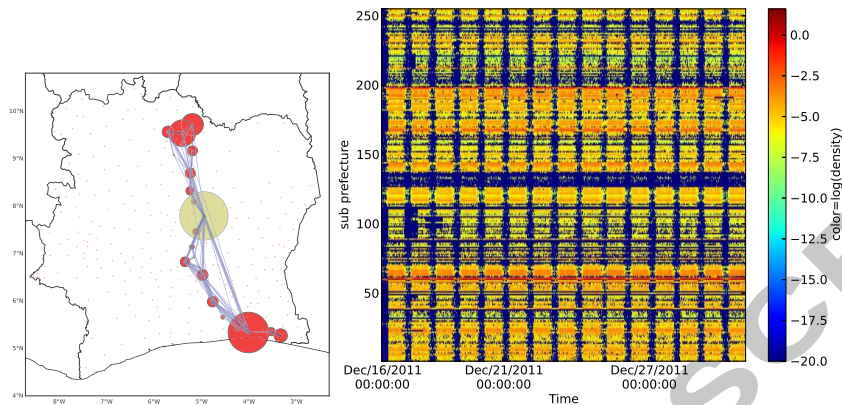 10°N
9°N
8°N
7°N
6°N
5°N
4°N
8°W
7°W
6°W
5°W
4°W
3°W
sub prefecture
250
200
150
100
50
Dec/16/2011
00:00:00
Dec/21/2011
00:00:00
Dec/27/2011
00:00:00
Time
0.0
−2.5
−5.0
−7.5
−10.0
−12.5
−15.0
−17.5
−20.0
color=log(density)
SC